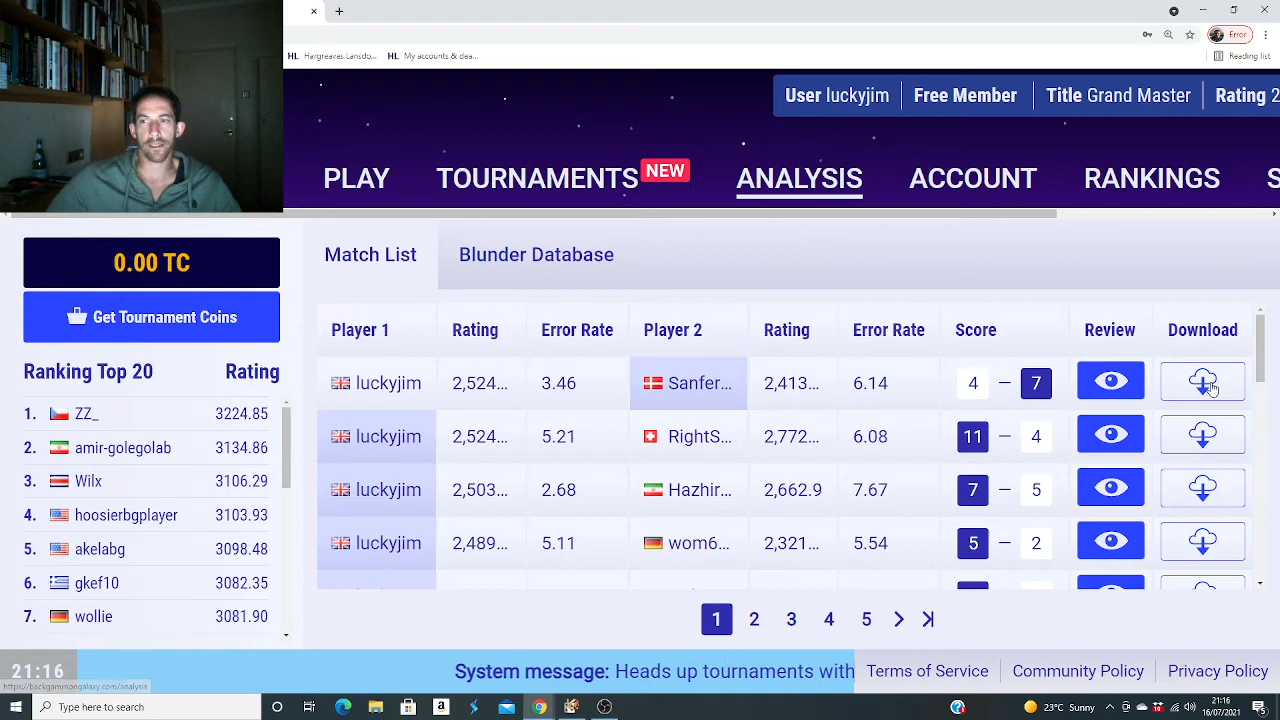 Error
HL Hargreaves Lansdo... HL My accounts & dea... Reading list
User luckyjim Free Member Title Grand Master Rating 2
PLAY TOURNAMENTS NEW ANALYSIS ACCOUNT RANKINGS S
0.00 TC
Get Tournament Coins
Ranking Top 20 Rating
1. ZZ_ 3224.85
2. amir-golegolab 3134.86
3. Wilx 3106.29
4. hoosierbgplayer 3103.93
5. akelabg 3098.48
6. gkef10 3082.35
7. wollie 3081.90
Match List Blunder Database
Player 1 Rating Error Rate Player 2 Rating Error Rate Score Review Download
luckyjim 2,524... 3.46 Sanfer... 2,413... 6.14 4 – 7
luckyjim 2,524... 5.21 RightS... 2,772... 6.08 11 – 4
luckyjim 2,503... 2.68 Hazhir... 2,662.9 7.67 7 – 5
luckyjim 2,489... 5.11 wom6... 2,321... 5.54 5 – 2
1 2 3 4 5
21:16 System message: Heads up tournaments with Terms of Service Community Policy Privacy Policy
https://backgammongalaxy.com/analysis
Type here to search 23°C Sunny 21:16
16/07/2021